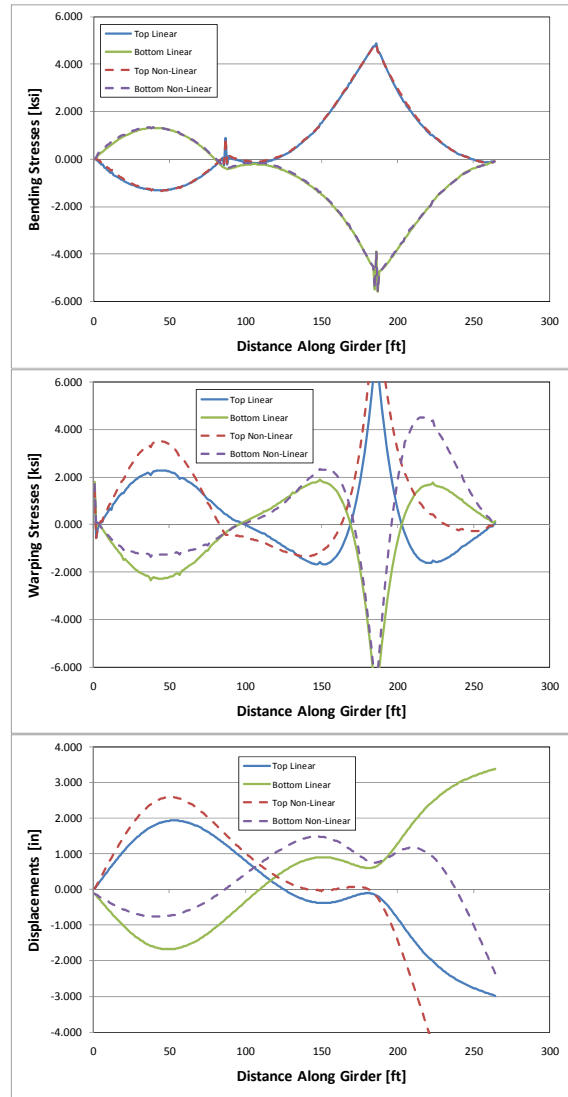 6.000
4.000
2.000
0.000
-2.000
-4.000
-6.000
Bending Stresses [ksi]
Top Linear
Bottom Linear
Top Non-Linear
Bottom Non-Linear
0 50 100 150 200 250 300
Distance Along Girder [ft]
6.000
4.000
2.000
0.000
-2.000
-4.000
-6.000
Warping Stresses [ksi]
Top Linear
Bottom Linear
Top Non-Linear
Bottom Non-Linear
0 50 100 150 200 250 300
Distance Along Girder [ft]
4.000
3.000
2.000
1.000
0.000
-1.000
-2.000
-3.000
-4.000
Displacements [in]
Top Linear
Bottom Linear
Top Non-Linear
Bottom Non-Linear
0 50 100 150 200 250 300
Distance Along Girder [ft]